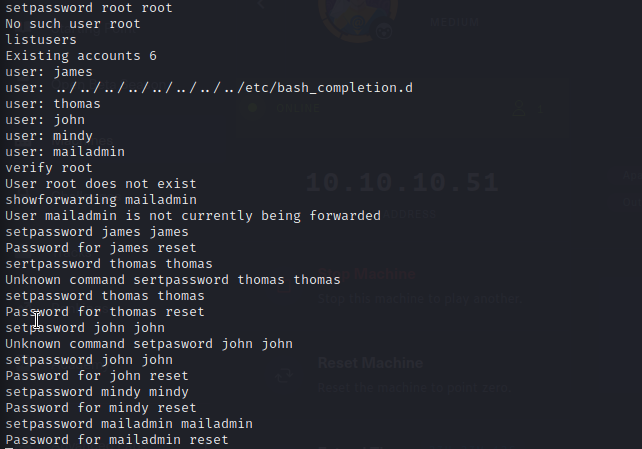 setpassword root root
No such user root
listusers
Existing accounts 6
user: james
user: ../../../../../../../../etc/bash_completion.d
user: thomas
user: john
user: mindy
user: mailadmin
verify root
User root does not exist
showforwarding mailadmin
User mailadmin is not currently being forwarded
setpassword james james
Password for james reset
sertpassword thomas thomas
Unknown command sertpassword thomas thomas
setpassword thomas thomas
Password for thomas reset
setpasword john john
Unknown command setpasword john john
setpassword john john
Password for john reset
setpassword mindy mindy
Password for mindy reset
setpassword mailadmin mailadmin
Password for mailadmin reset
MEDIUM
ONLINE
10.10.10.51
ADDRESS
Stop Machine
Stop this machine to play another
Reset Machine
Reset the machine to point zero.